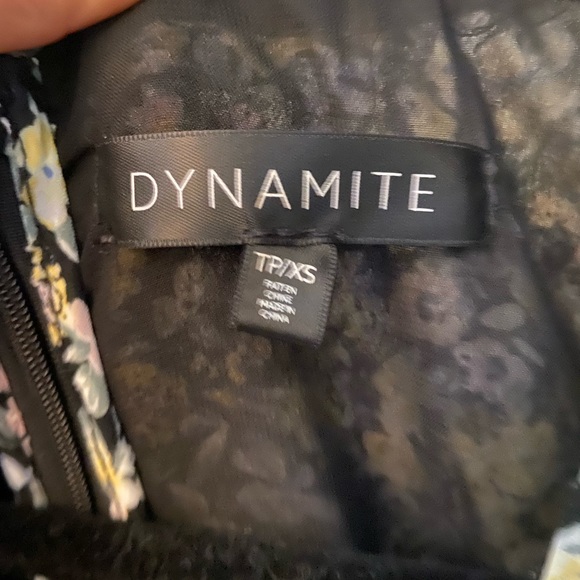 DYNAMITE
TP/XS
FAIT EN
CHINE
MADE IN
CHINA